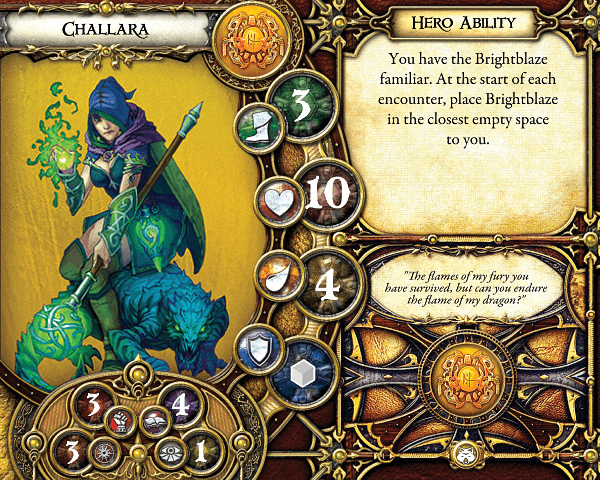 CHALLARA
HERO ABILITY
You have the Brightblaze
familiar. At the start of each
encounter, place Brightblaze
in the closest empty space
to you.
3
10
4
"The flames of my fury you
have survived, but can you endure
the flame of my dragon?"
3
4
3
1